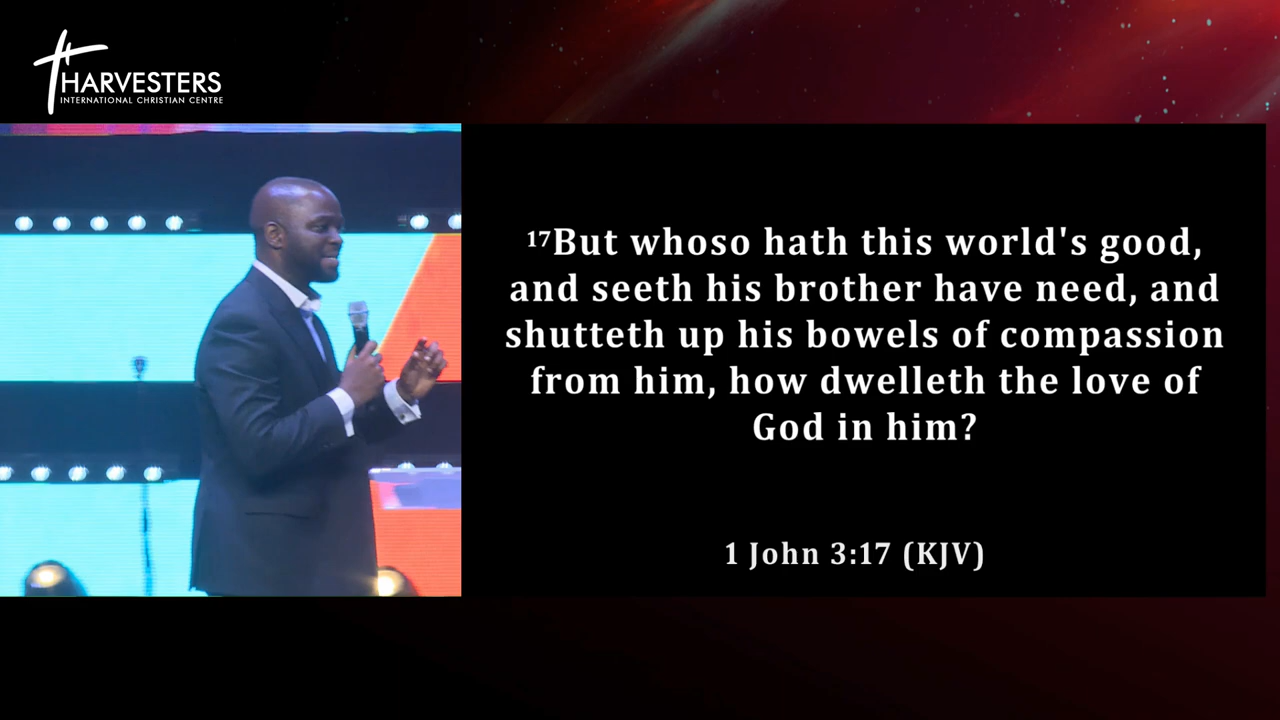 HARVESTERS
INTERNATIONAL CHRISTIAN CENTRE
17But whoso hath this world's good,
and seeth his brother have need, and
shutteth up his bowels of compassion
from him, how dwelleth the love of
God in him?
1 John 3:17 (KJV)